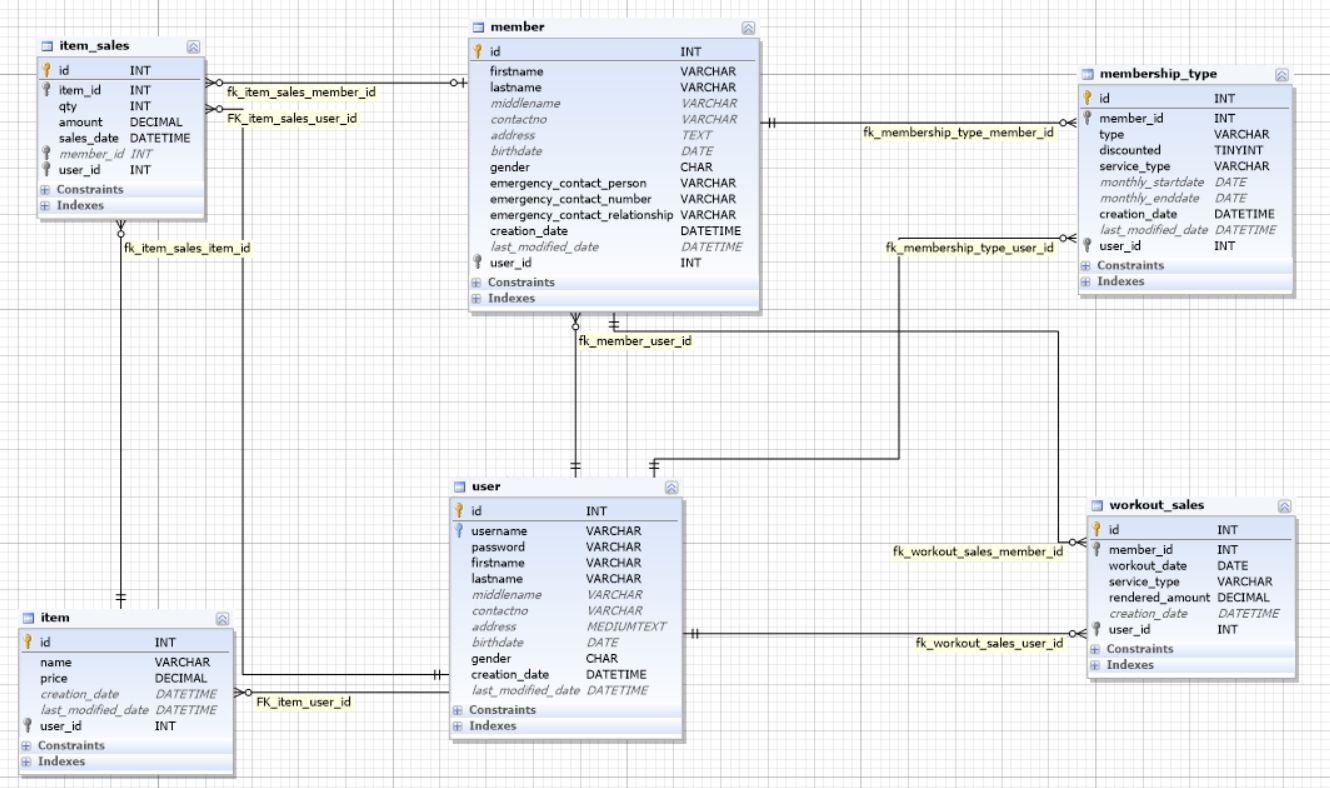 item_sales
id INT
item_id INT
qty INT
amount DECIMAL
sales_date DATETIME
member_id INT
user_id INT
Constraints
Indexes
fk_item_sales_member_id
FK_item_sales_user_id
fk_item_sales_item_id
member
id INT
firstname VARCHAR
lastname VARCHAR
middlename VARCHAR
contactno VARCHAR
address TEXT
birthdate DATE
gender CHAR
emergency_contact_person VARCHAR
emergency_contact_number VARCHAR
emergency_contact_relationship VARCHAR
creation_date DATETIME
last_modified_date DATETIME
user_id INT
Constraints
Indexes
fk_member_user_id
membership_type
id INT
member_id INT
type VARCHAR
discounted TINYINT
service_type VARCHAR
monthly_startdate DATE
monthly_enddate DATE
creation_date DATETIME
last_modified_date DATETIME
user_id INT
Constraints
Indexes
fk_membership_type_member_id
fk_membership_type_user_id
item
id INT
name VARCHAR
price DECIMAL
creation_date DATETIME
last_modified_date DATETIME
user_id INT
Constraints
Indexes
FK_item_user_id
user
id INT
username VARCHAR
password VARCHAR
firstname VARCHAR
lastname VARCHAR
middlename VARCHAR
contactno VARCHAR
address MEDIUMTEXT
birthdate DATE
gender CHAR
creation_date DATETIME
last_modified_date DATETIME
Constraints
Indexes
fk_workout_sales_member_id
fk_workout_sales_user_id
workout_sales
id INT
member_id INT
workout_date DATE
service_type VARCHAR
rendered_amount DECIMAL
creation_date DATETIME
user_id INT
Constraints
Indexes